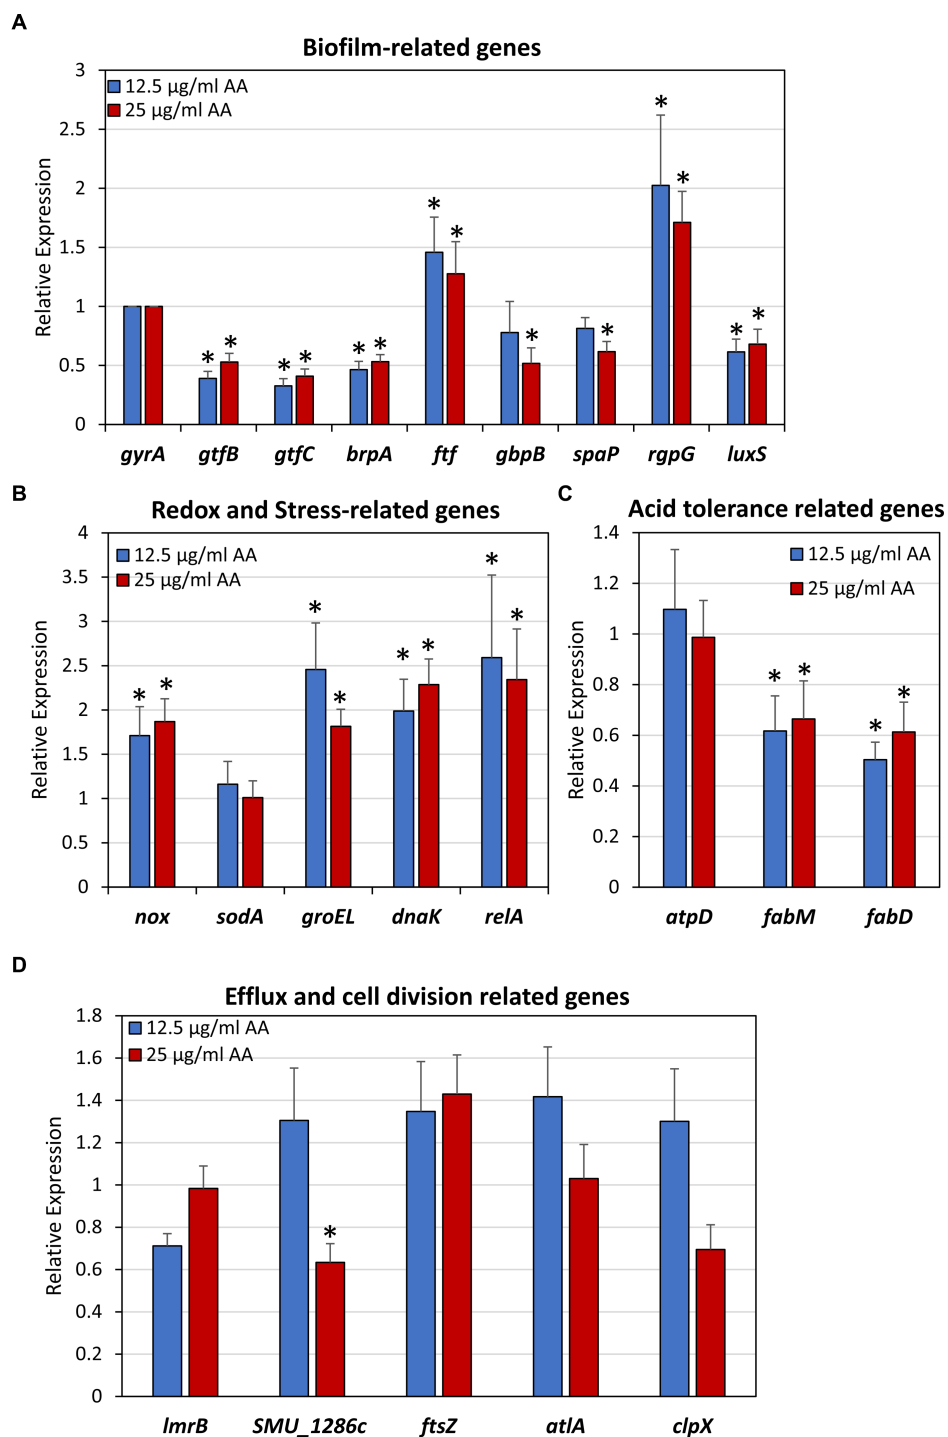 A
Biofilm-related genes
12.5 µg/ml AA
25 µg/ml AA
Relative Expression
3
2.5
2
1.5
1
0.5
0
* * * * * * * * * * * * * *
gyrA gtfB gtfC brpA ftf gbpB spaP rgpG luxS
B
Redox and Stress-related genes
12.5 µg/ml AA
25 µg/ml AA
Relative Expression
4
3.5
3
2.5
2
1.5
1
0.5
0
* * * * * * * *
nox sodA groEL dnaK relA
C
Acid tolerance related genes
12.5 µg/ml AA
25 µg/ml AA
Relative Expression
1.4
1.2
1
0.8
0.6
0.4
0.2
0
* * * *
atpD fabM fabD
D
Efflux and cell division related genes
12.5 µg/ml AA
25 µg/ml AA
Relative Expression
1.8
1.6
1.4
1.2
1
0.8
0.6
0.4
0.2
0
*
lmrB SMU_1286c ftsZ atlA clpX